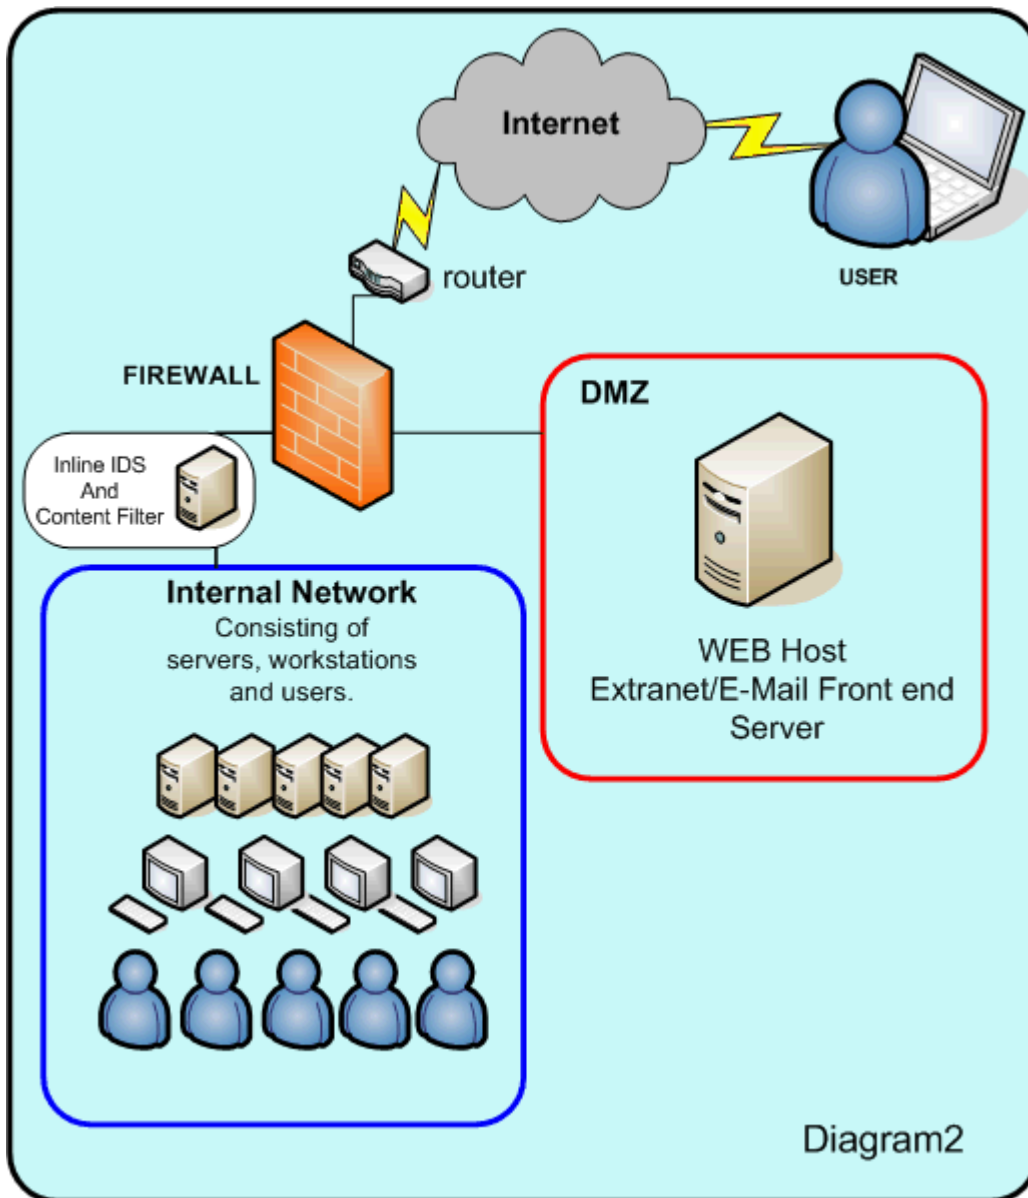 Internet
USER
router
FIREWALL
DMZ
Inline IDS
And
Content Filter
WEB Host
Extranet/E-Mail Front end
Server
Internal Network
Consisting of
servers, workstations
and users.
Diagram2